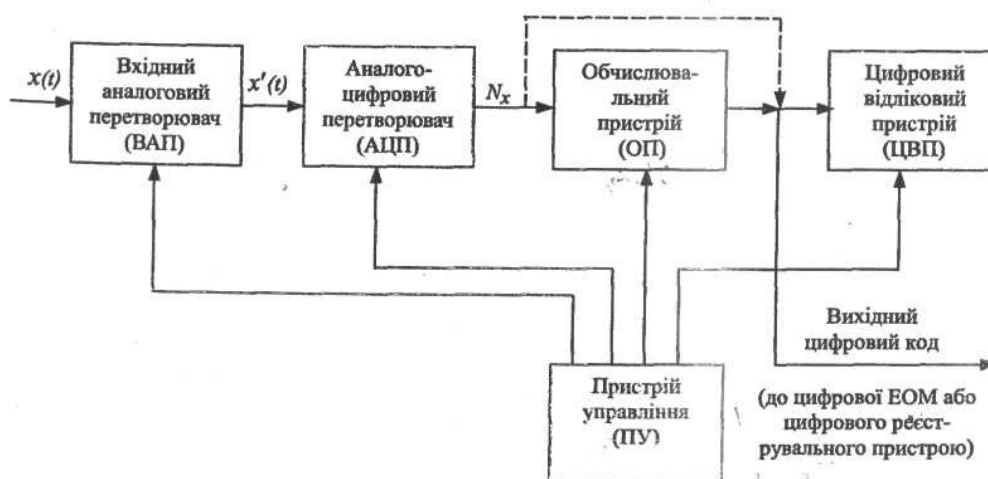 x(t)
Вхідний
аналоговий
перетворювач
(ВАП)
x'(t)
Аналого-
цифровий
перетворювач
(АЦП)
Nₓ
Обчислюва-
льний
пристрій
(ОП)
Цифровий
відліковий
пристрій
(ЦВП)
Пристрій
управління
(ПУ)
Вихідний
цифровий код
(до цифрової ЕОМ або
цифрового реєст-
рувального пристрою)